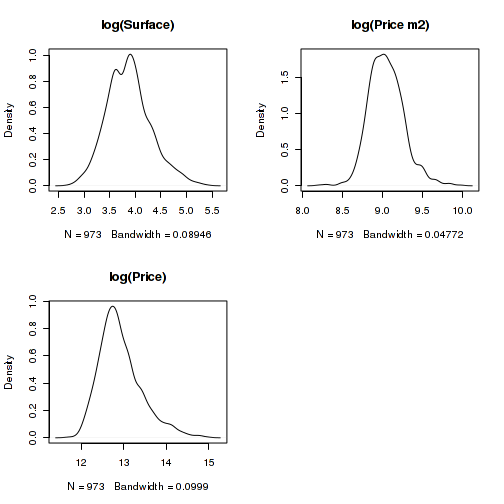 log(Surface)
Density
0.0 0.2 0.4 0.6 0.8 1.0
2.5 3.0 3.5 4.0 4.5 5.0 5.5
N = 973 Bandwidth = 0.08946
log(Price m2)
Density
0.0 0.5 1.0 1.5
8.0 8.5 9.0 9.5 10.0
N = 973 Bandwidth = 0.04772
log(Price)
Density
0.0 0.2 0.4 0.6 0.8 1.0
12 13 14 15
N = 973 Bandwidth = 0.0999